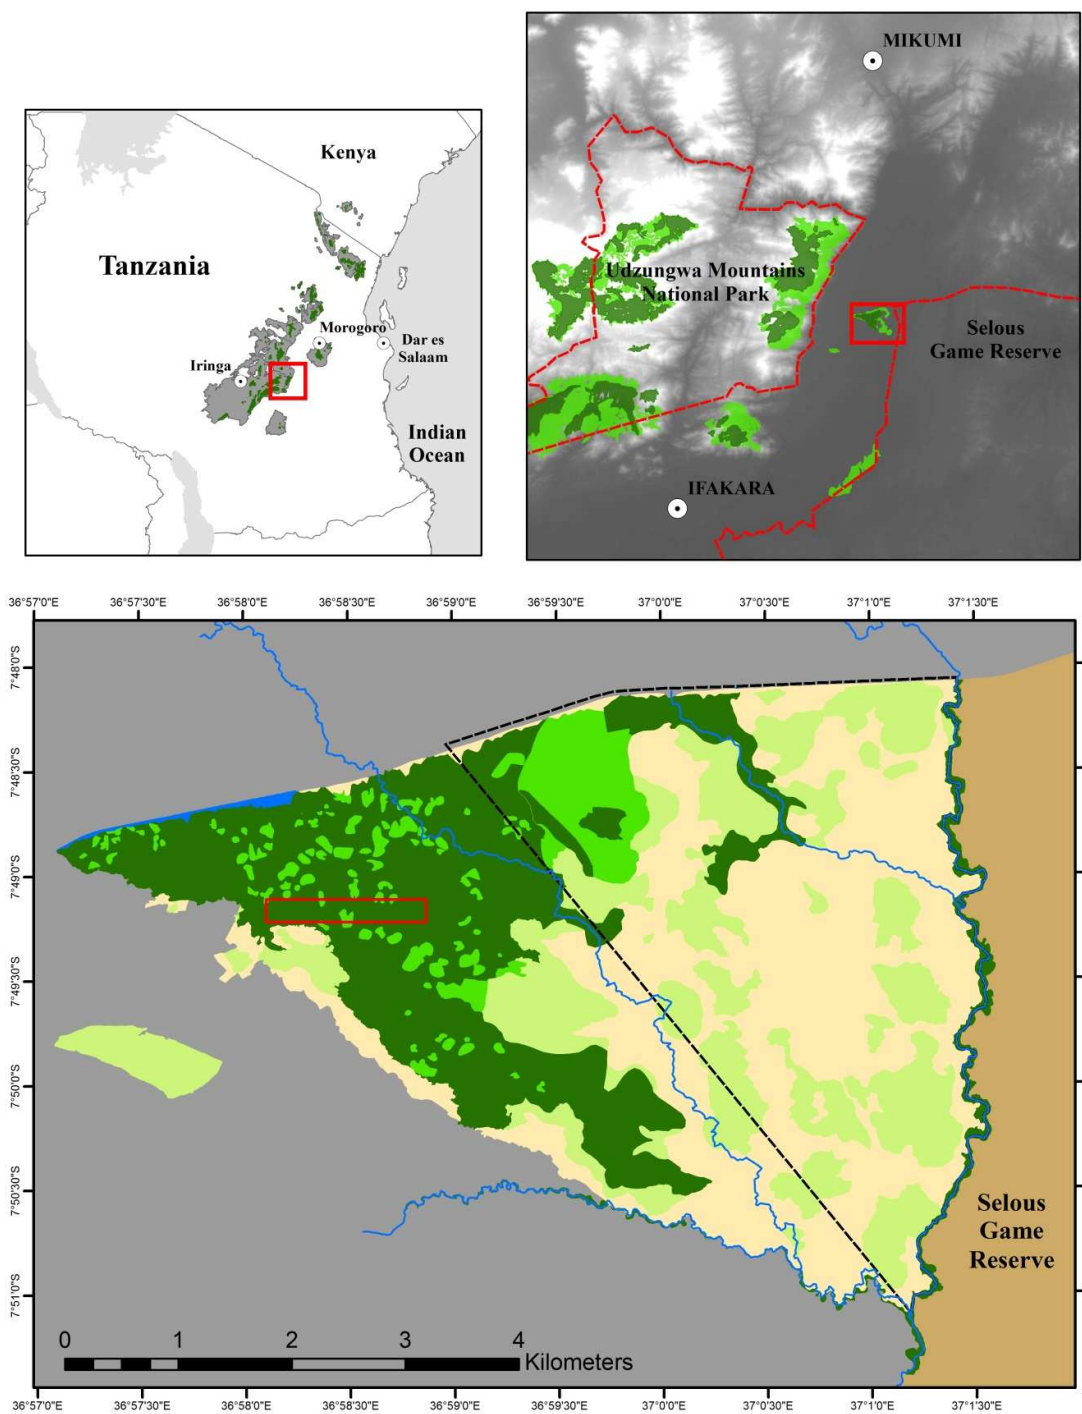 Kenya
Tanzania
Morogoro
Dar es
Salaam
Iringa
Indian
Ocean
MIKUMI
Udzungwa Mountains
National Park
Selous
Game Reserve
IFAKARA
36°57'0"E 36°57'30"E 36°58'0"E 36°58'30"E 36°59'0"E 36°59'30"E 37°0'0"E 37°0'30"E 37°1'0"E 37°1'30"E
7°48'0"S
7°48'30"S
7°49'0"S
7°49'30"S
7°50'0"S
7°50'30"S
7°51'0"S
Selous
Game
Reserve
0 1 2 3 4
Kilometers
36°57'0"E 36°57'30"E 36°58'0"E 36°58'30"E 36°59'0"E 36°59'30"E 37°0'0"E 37°0'30"E 37°1'0"E 37°1'30"E